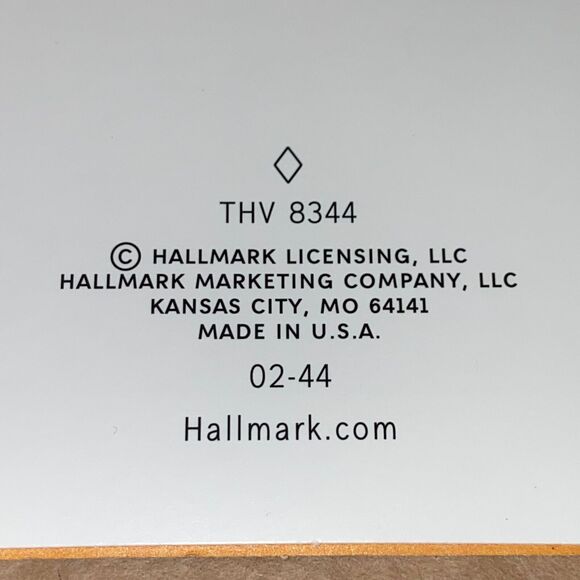 THV 8344
© HALLMARK LICENSING, LLC
HALLMARK MARKETING COMPANY, LLC
KANSAS CITY, MO 64141
MADE IN U.S.A.
02-44
Hallmark.com